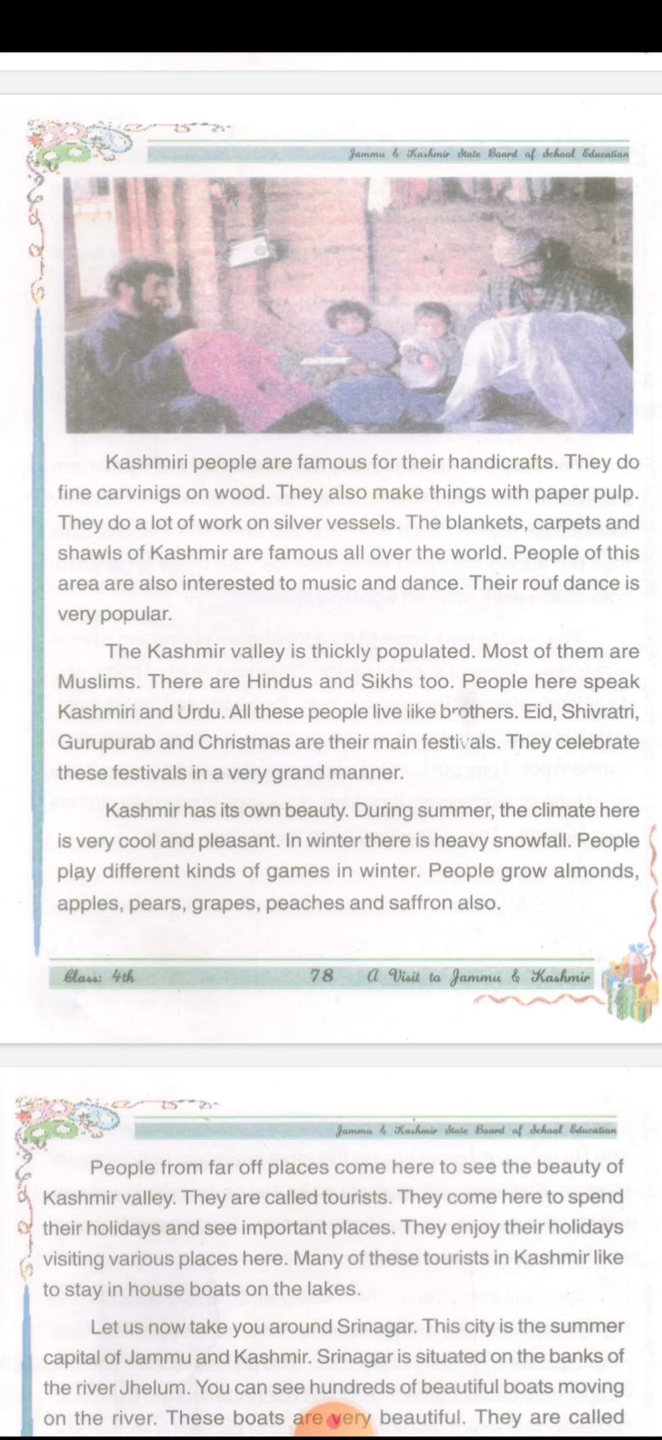 Jammu & Kashmir State Board of School Education
Kashmiri people are famous for their handicrafts. They do
fine carvinigs on wood. They also make things with paper pulp.
They do a lot of work on silver vessels. The blankets, carpets and
shawls of Kashmir are famous all over the world. People of this
area are also interested to music and dance. Their rouf dance is
very popular.
The Kashmir valley is thickly populated. Most of them are
Muslims. There are Hindus and Sikhs too. People here speak
Kashmiri and Urdu. All these people live like brothers. Eid, Shivratri,
Gurupurab and Christmas are their main festivals. They celebrate
these festivals in a very grand manner.
Kashmir has its own beauty. During summer, the climate here
is very cool and pleasant. In winter there is heavy snowfall. People
play different kinds of games in winter. People grow almonds,
apples, pears, grapes, peaches and saffron also.
Class: 4th 78 A Visit to Jammu & Kashmir
Jammu & Kashmir State Board of School Education
People from far off places come here to see the beauty of
Kashmir valley. They are called tourists. They come here to spend
their holidays and see important places. They enjoy their holidays
visiting various places here. Many of these tourists in Kashmir like
to stay in house boats on the lakes.
Let us now take you around Srinagar. This city is the summer
capital of Jammu and Kashmir. Srinagar is situated on the banks of
the river Jhelum. You can see hundreds of beautiful boats moving
on the river. These boats are very beautiful. They are called